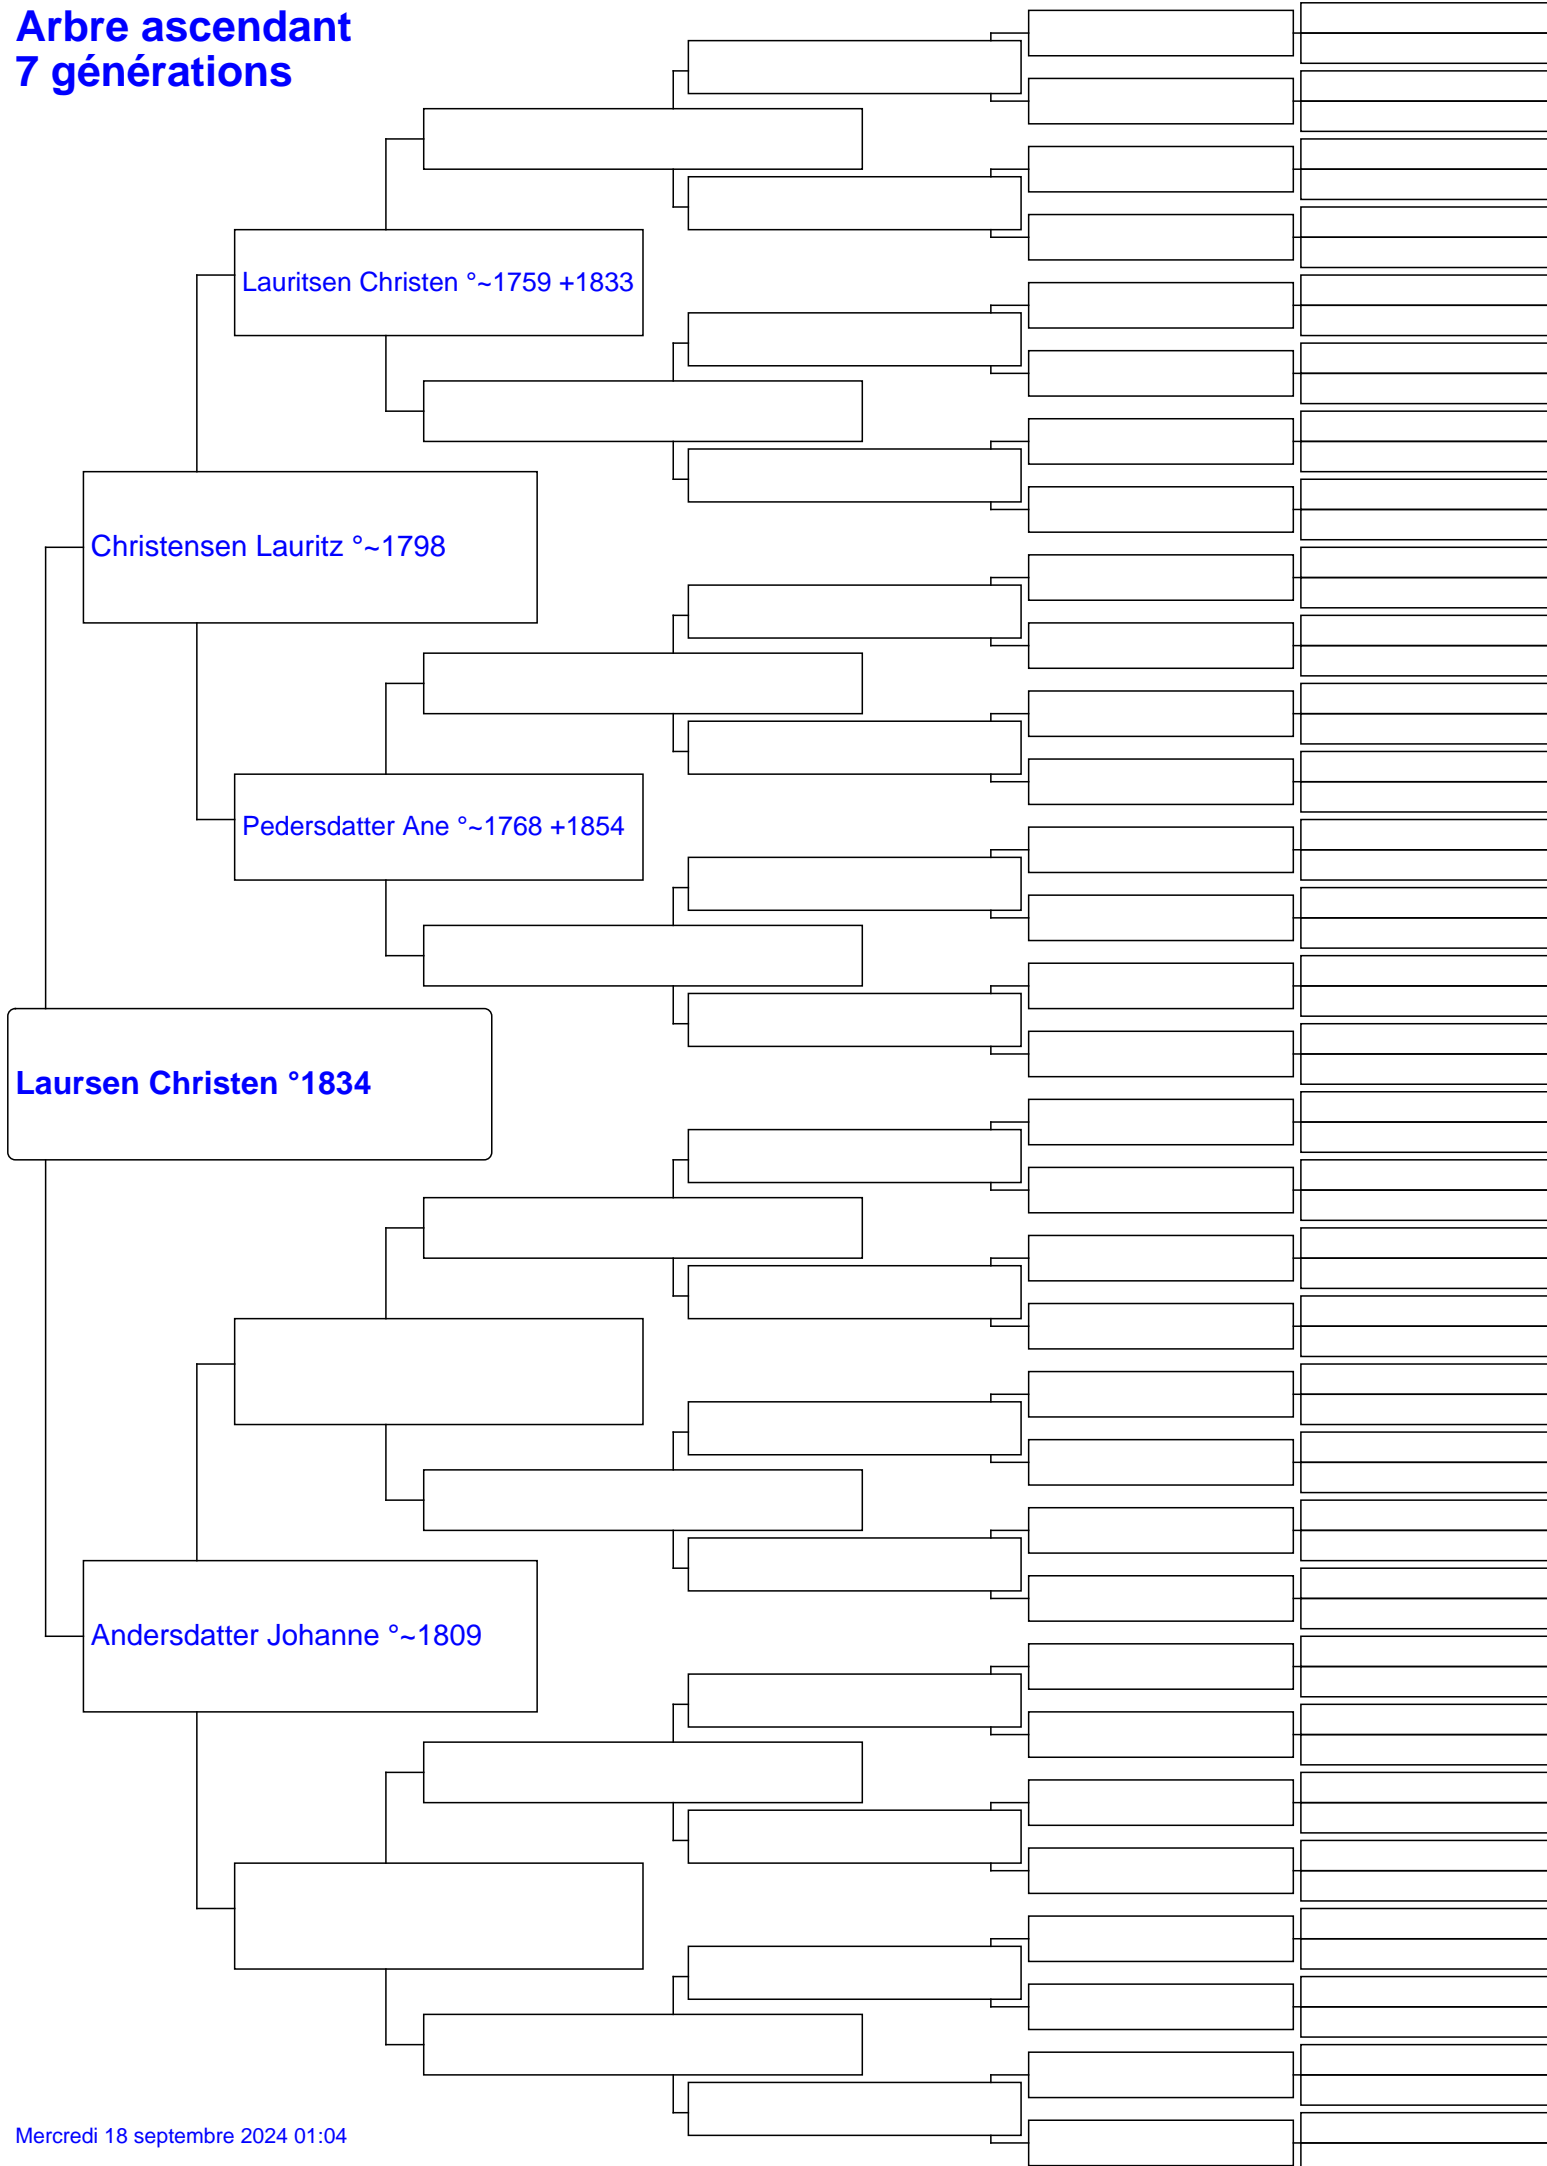 Arbre ascendant
7 générations
Lauritsen Christen °~1759 +1833
Christensen Lauritz °~1798
Pedersdatter Ane °~1768 +1854
Laursen Christen °1834
Andersdatter Johanne °~1809
Mercredi 18 septembre 2024 01:04